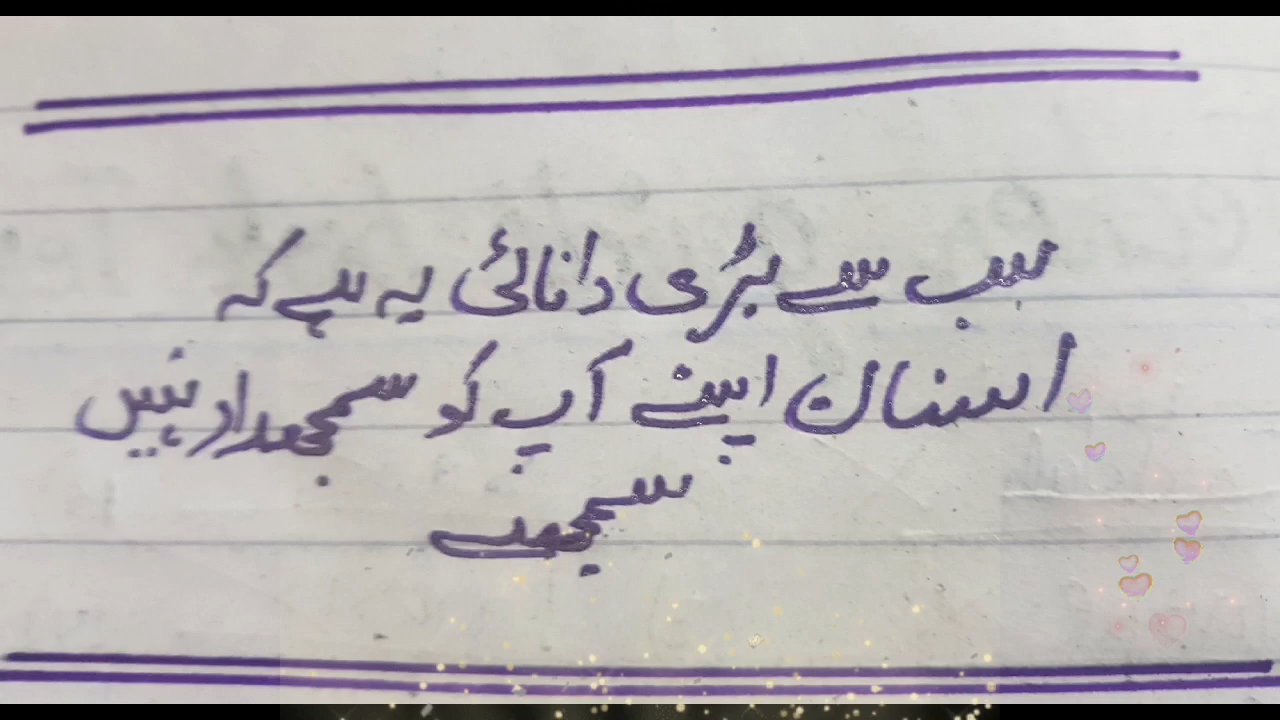 سب سے بڑی دانائی یہ ہے کہ
انسان اپنے آپ کو سمجھدار نہیں
سمجھے